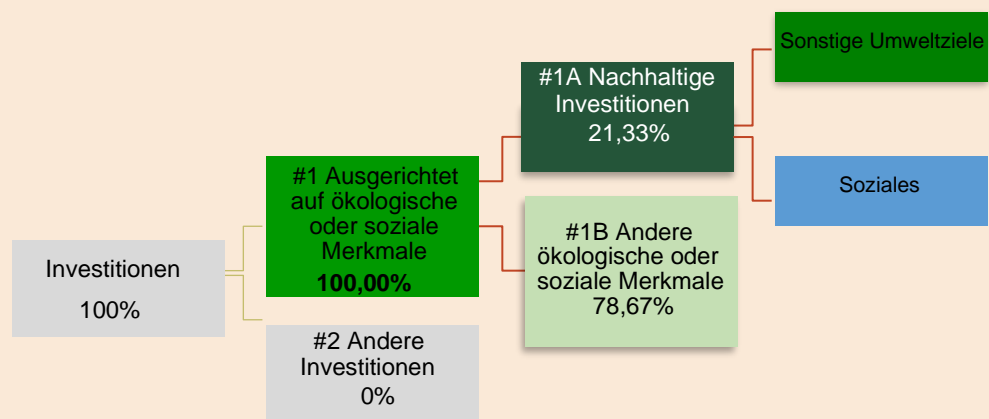 Investitionen
100%
#1 Ausgerichtet
auf ökologische
oder soziale
Merkmale
100,00%
#2 Andere
Investitionen
0%
#1A Nachhaltige
Investitionen
21,33%
#1B Andere
ökologische oder
soziale Merkmale
78,67%
Sonstige Umweltziele
Soziales